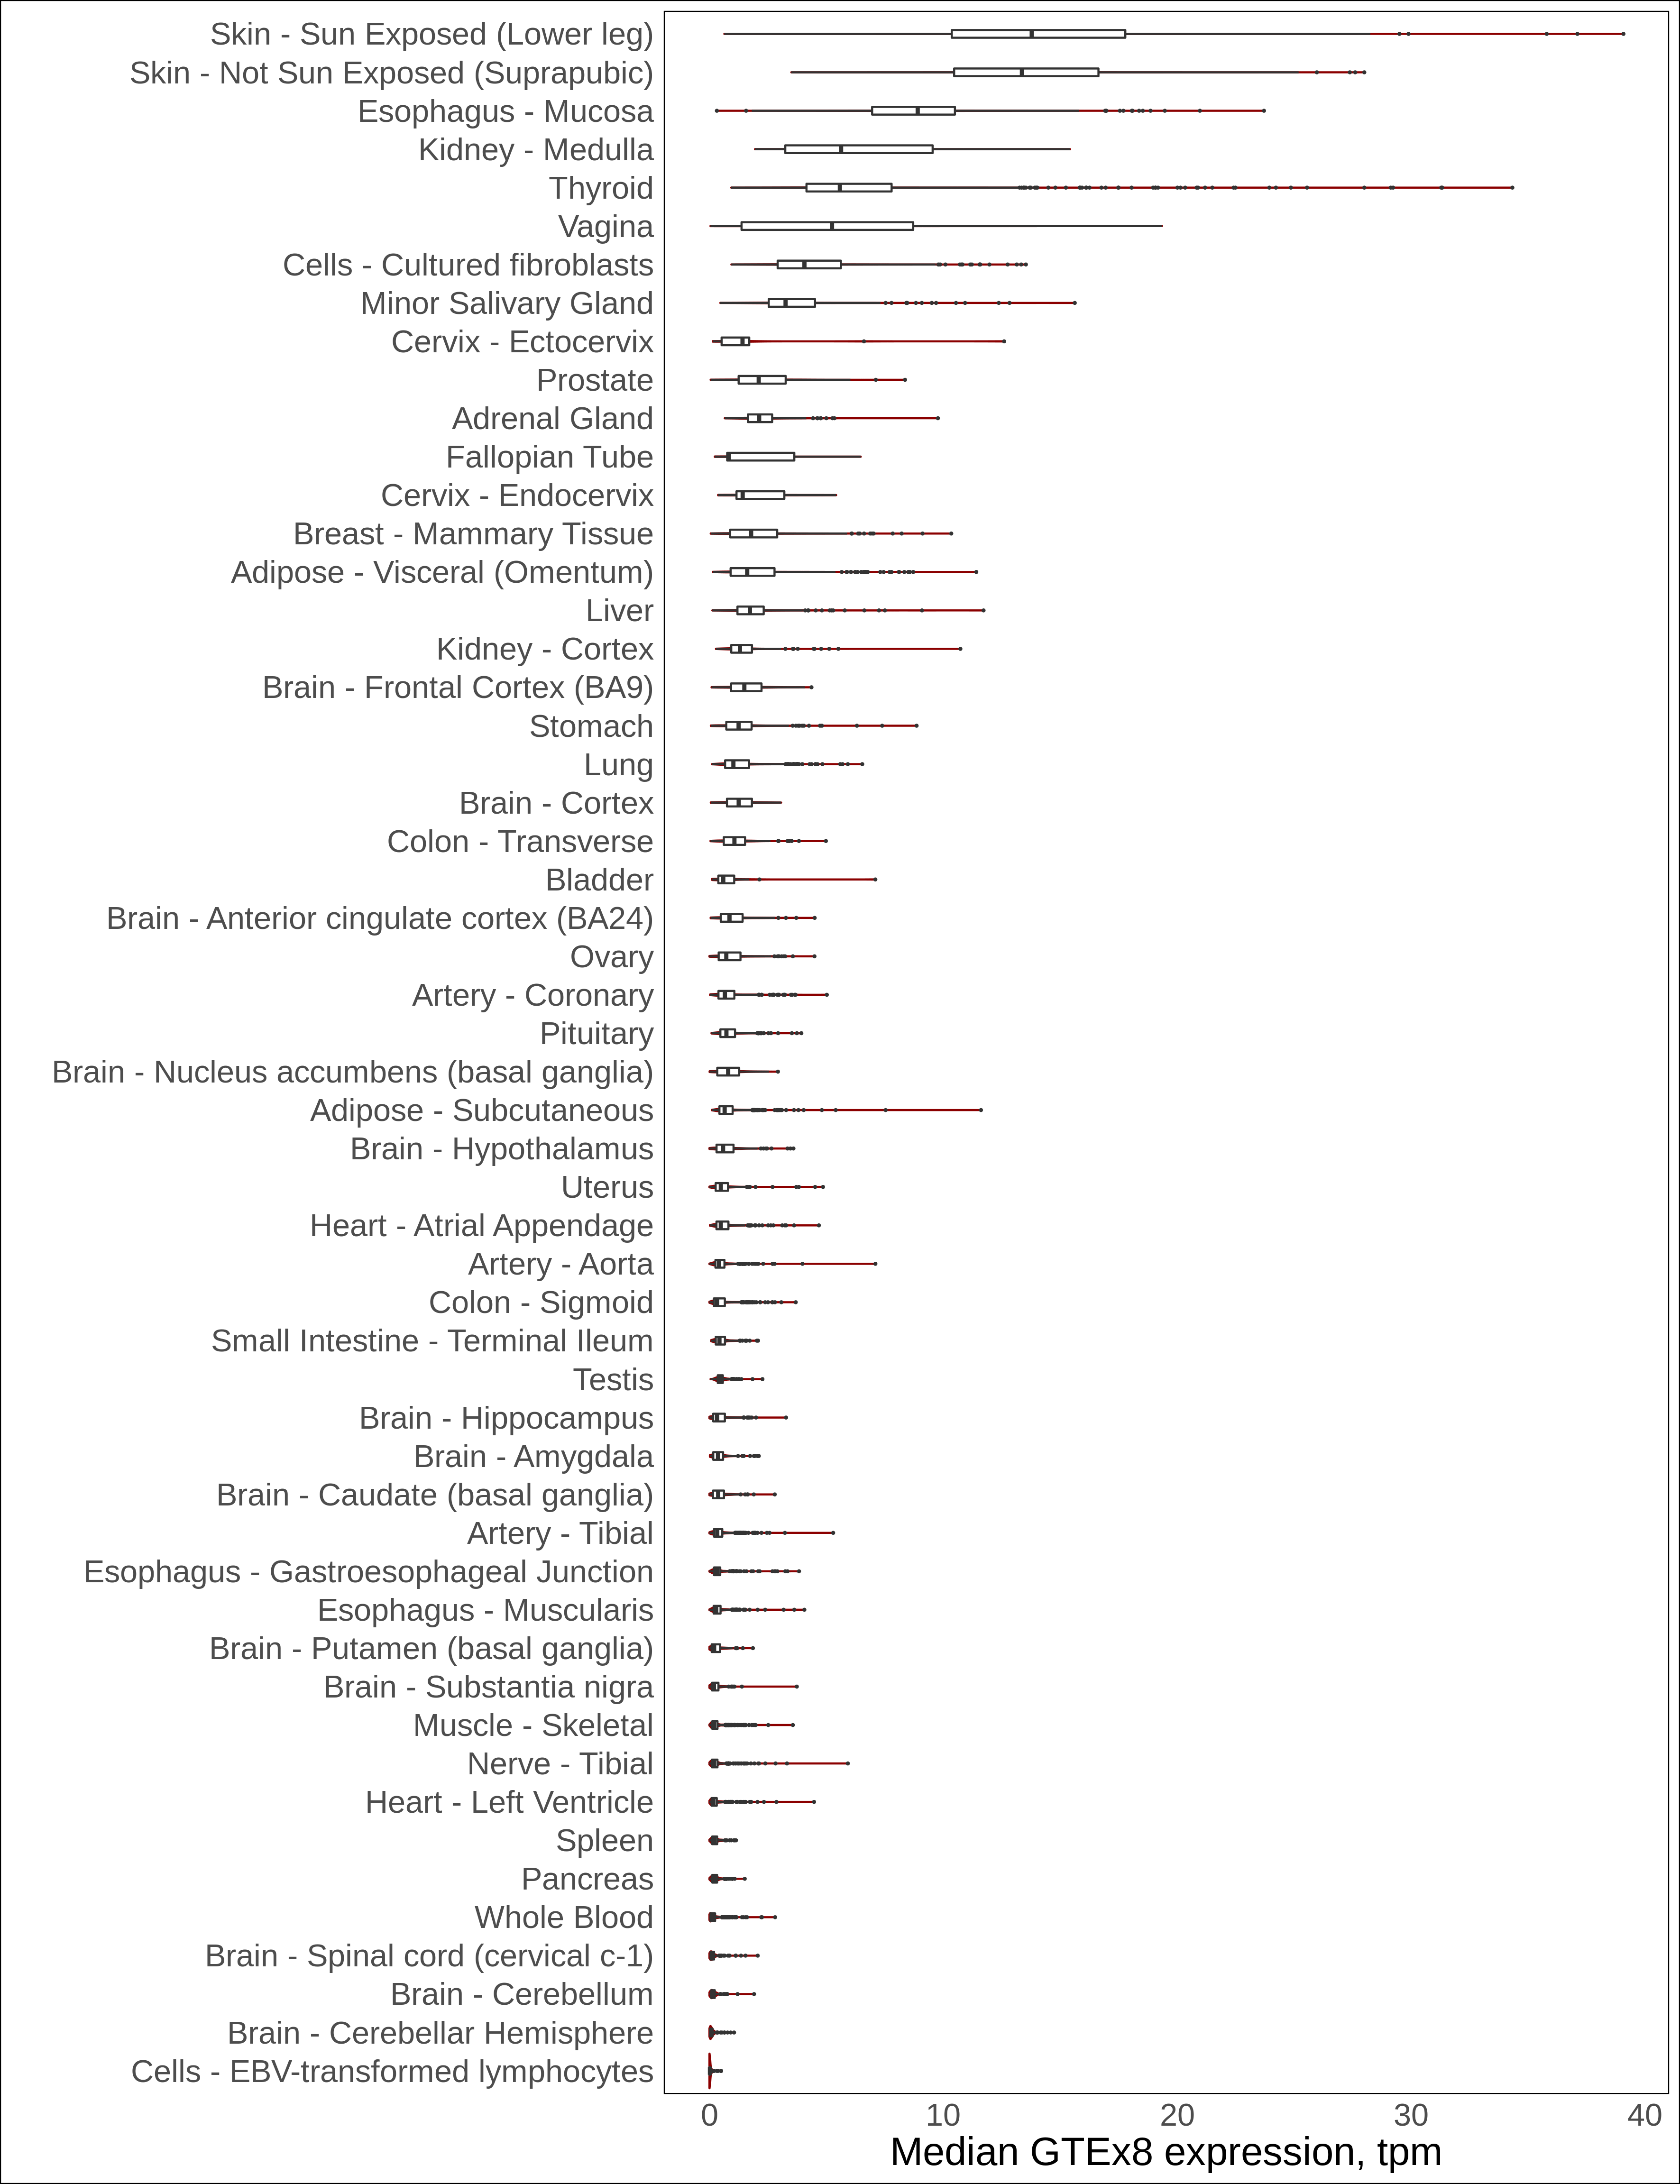 Skin - Sun Exposed (Lower leg)
Skin - Not Sun Exposed (Suprapubic)
Esophagus - Mucosa
Kidney - Medulla
Thyroid
Vagina
Cells - Cultured fibroblasts
Minor Salivary Gland
Cervix - Ectocervix
Prostate
Adrenal Gland
Fallopian Tube
Cervix - Endocervix
Breast - Mammary Tissue
Adipose - Visceral (Omentum)
Liver
Kidney - Cortex
Brain - Frontal Cortex (BA9)
Stomach
Lung
Brain - Cortex
Colon - Transverse
Bladder
Brain - Anterior cingulate cortex (BA24)
Ovary
Artery - Coronary
Pituitary
Brain - Nucleus accumbens (basal ganglia)
Adipose - Subcutaneous
Brain - Hypothalamus
Uterus
Heart - Atrial Appendage
Artery - Aorta
Colon - Sigmoid
Small Intestine - Terminal Ileum
Testis
Brain - Hippocampus
Brain - Amygdala
Brain - Caudate (basal ganglia)
Artery - Tibial
Esophagus - Gastroesophageal Junction
Esophagus - Muscularis
Brain - Putamen (basal ganglia)
Brain - Substantia nigra
Muscle - Skeletal
Nerve - Tibial
Heart - Left Ventricle
Spleen
Pancreas
Whole Blood
Brain - Spinal cord (cervical c-1)
Brain - Cerebellum
Brain - Cerebellar Hemisphere
Cells - EBV-transformed lymphocytes
0 10 20 30 40
Median GTEx8 expression, tpm